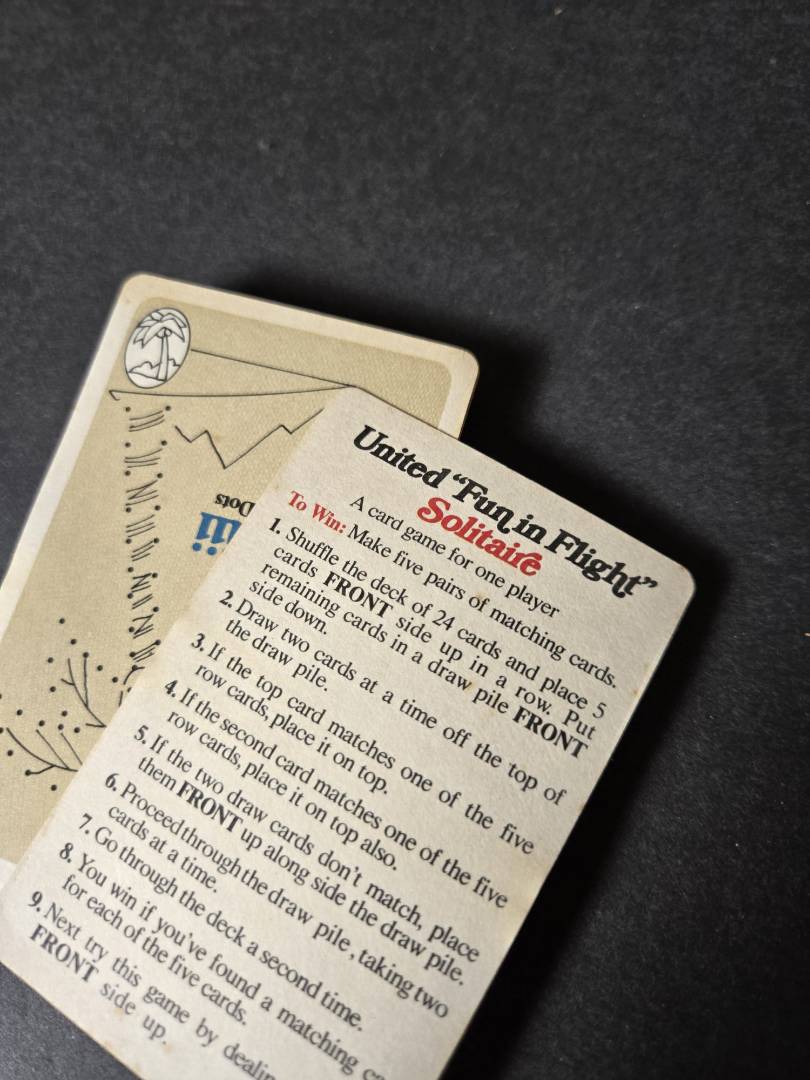 United “Fun in Flight”
Solitaire
A card game for one player
To Win: Make five pairs of matching cards.
1. Shuffle the deck of 24 cards and place 5
cards FRONT side up in a row. Put
remaining cards in a draw pile FRONT
side down.
2. Draw two cards at a time off the top of
the draw pile.
3. If the top card matches one of the five
row cards, place it on top.
4. If the second card matches one of the five
row cards, place it on top also.
5. If the two draw cards don't match, place
them FRONT up along side the draw pile.
6. Proceed through the draw pile, taking two
cards at a time.
7. Go through the deck a second time.
8. You win if you've found a matching
for each of the five cards.
9. Next try this game by
FRONT side up.
Dots